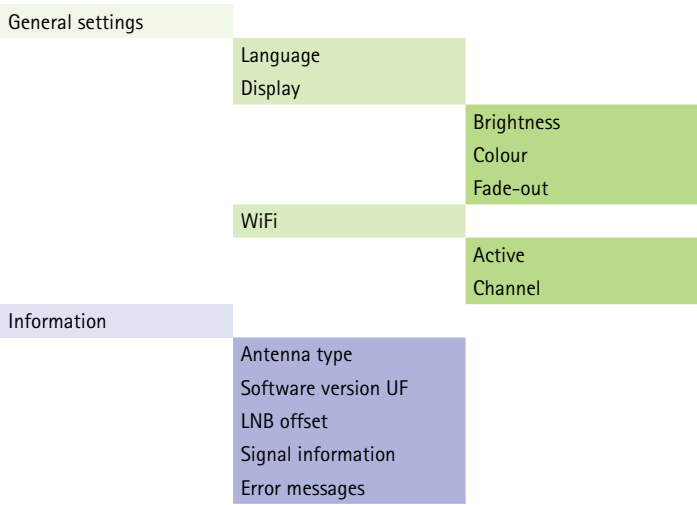 General settings
Language
Display
Brightness
Colour
Fade-out
WiFi
Active
Channel
Information
Antenna type
Software version UF
LNB offset
Signal information
Error messages